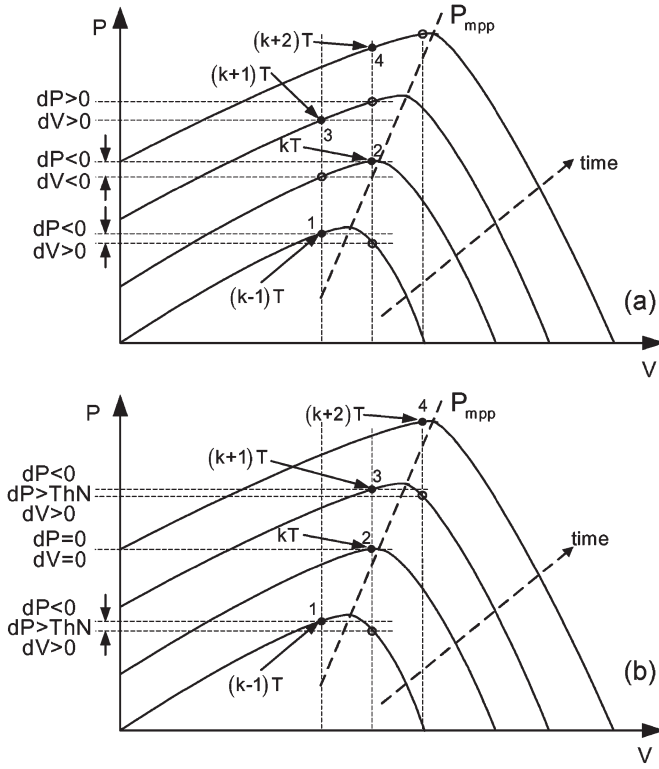 P
P_mpp
(k+2)T
4
(k+1)T
dP>0
dV>0
3
kT
2
dP<0
dV<0
time
1
dP<0
dV>0
(k-1)T
(a)
V
P
P_mpp
(k+2)T
4
(k+1)T
3
dP<0
dP>ThN
dV>0
kT
2
dP=0
dV=0
time
1
dP<0
dP>ThN
dV>0
(k-1)T
(b)
V